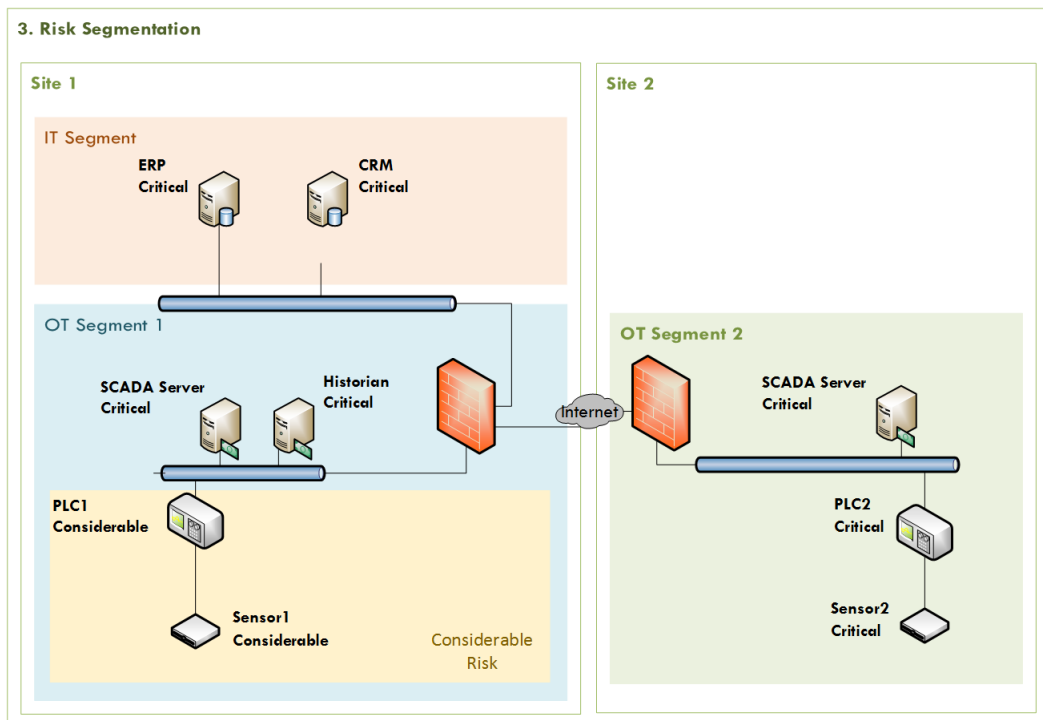 3. Risk Segmentation
Site 1
IT Segment
ERP
Critical
CRM
Critical
OT Segment 1
SCADA Server
Critical
Historian
Critical
PLC1
Considerable
Sensor1
Considerable
Considerable
Risk
Internet
Site 2
OT Segment 2
SCADA Server
Critical
PLC2
Critical
Sensor2
Critical